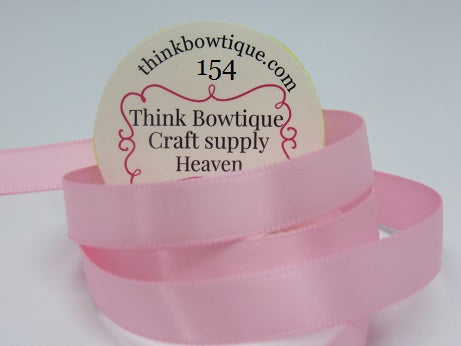 thinkbowtique.com
154
Think Bowtique
Craft supply
Heaven